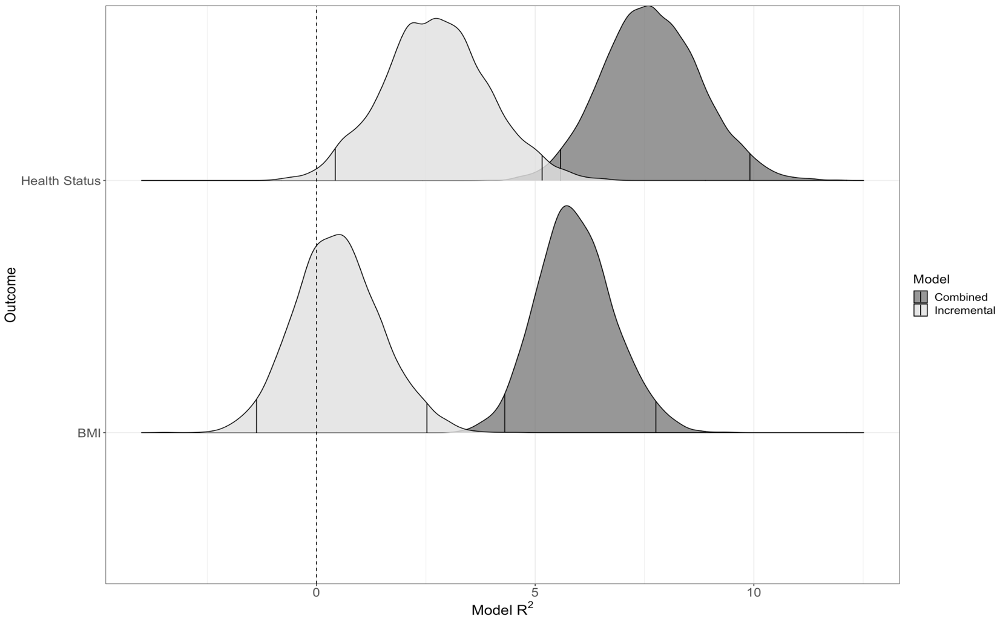 Outcome
Health Status
BMI
0 5 10
Model R²
Model
Combined
Incremental